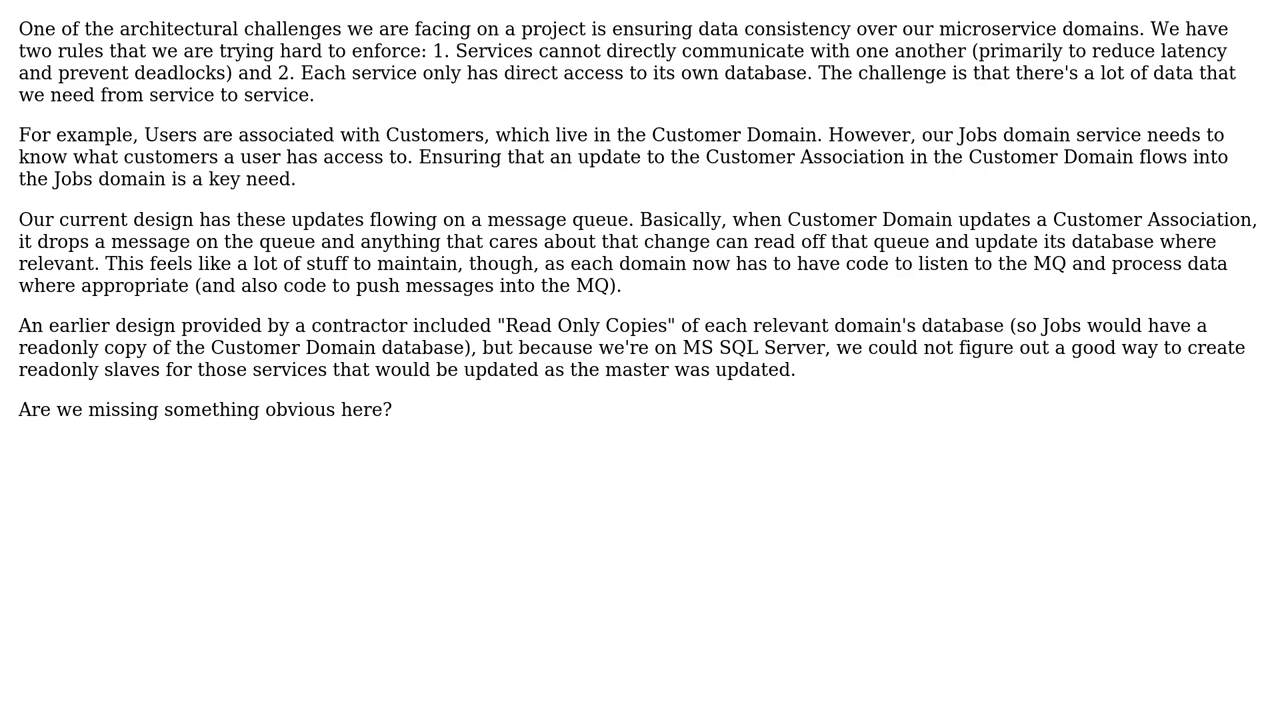 One of the architectural challenges we are facing on a project is ensuring data consistency over our microservice domains. We have
two rules that we are trying hard to enforce: 1. Services cannot directly communicate with one another (primarily to reduce latency
and prevent deadlocks) and 2. Each service only has direct access to its own database. The challenge is that there's a lot of data that
we need from service to service.
For example, Users are associated with Customers, which live in the Customer Domain. However, our Jobs domain service needs to
know what customers a user has access to. Ensuring that an update to the Customer Association in the Customer Domain flows into
the Jobs domain is a key need.
Our current design has these updates flowing on a message queue. Basically, when Customer Domain updates a Customer Association,
it drops a message on the queue and anything that cares about that change can read off that queue and update its database where
relevant. This feels like a lot of stuff to maintain, though, as each domain now has to have code to listen to the MQ and process data
where appropriate (and also code to push messages into the MQ).
An earlier design provided by a contractor included "Read Only Copies" of each relevant domain's database (so Jobs would have a
readonly copy of the Customer Domain database), but because we're on MS SQL Server, we could not figure out a good way to create
readonly slaves for those services that would be updated as the master was updated.
Are we missing something obvious here?